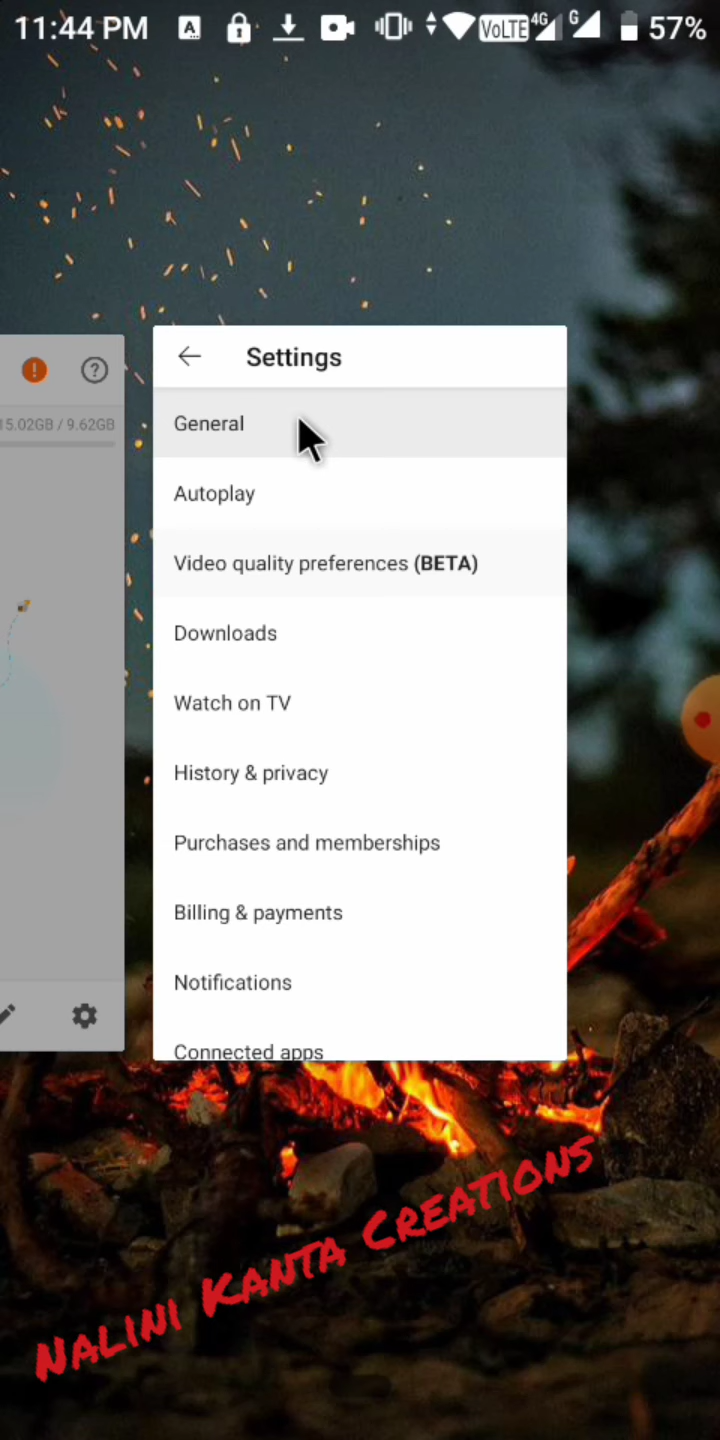 11:44 PM A VoLTE 4G G 57%
Settings
15.02GB / 9.62GB
General
Autoplay
Video quality preferences (BETA)
Downloads
Watch on TV
History & privacy
Purchases and memberships
Billing & payments
Notifications
Connected apps
NALINI KANTA CREATIONS